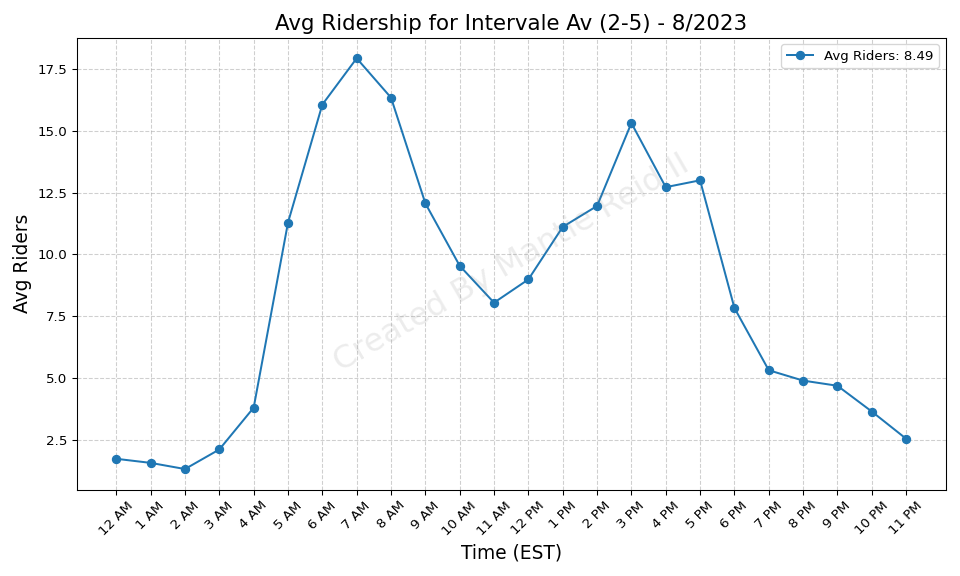 Avg Ridership for Intervale Av (2-5) - 8/2023
Avg Riders: 8.49
Avg Riders
17.5
15.0
12.5
10.0
7.5
5.0
2.5
Created By Mantle Reid II
12 AM
1 AM
2 AM
3 AM
4 AM
5 AM
6 AM
7 AM
8 AM
9 AM
10 AM
11 AM
12 PM
1 PM
2 PM
3 PM
4 PM
5 PM
6 PM
7 PM
8 PM
9 PM
10 PM
11 PM
Time (EST)